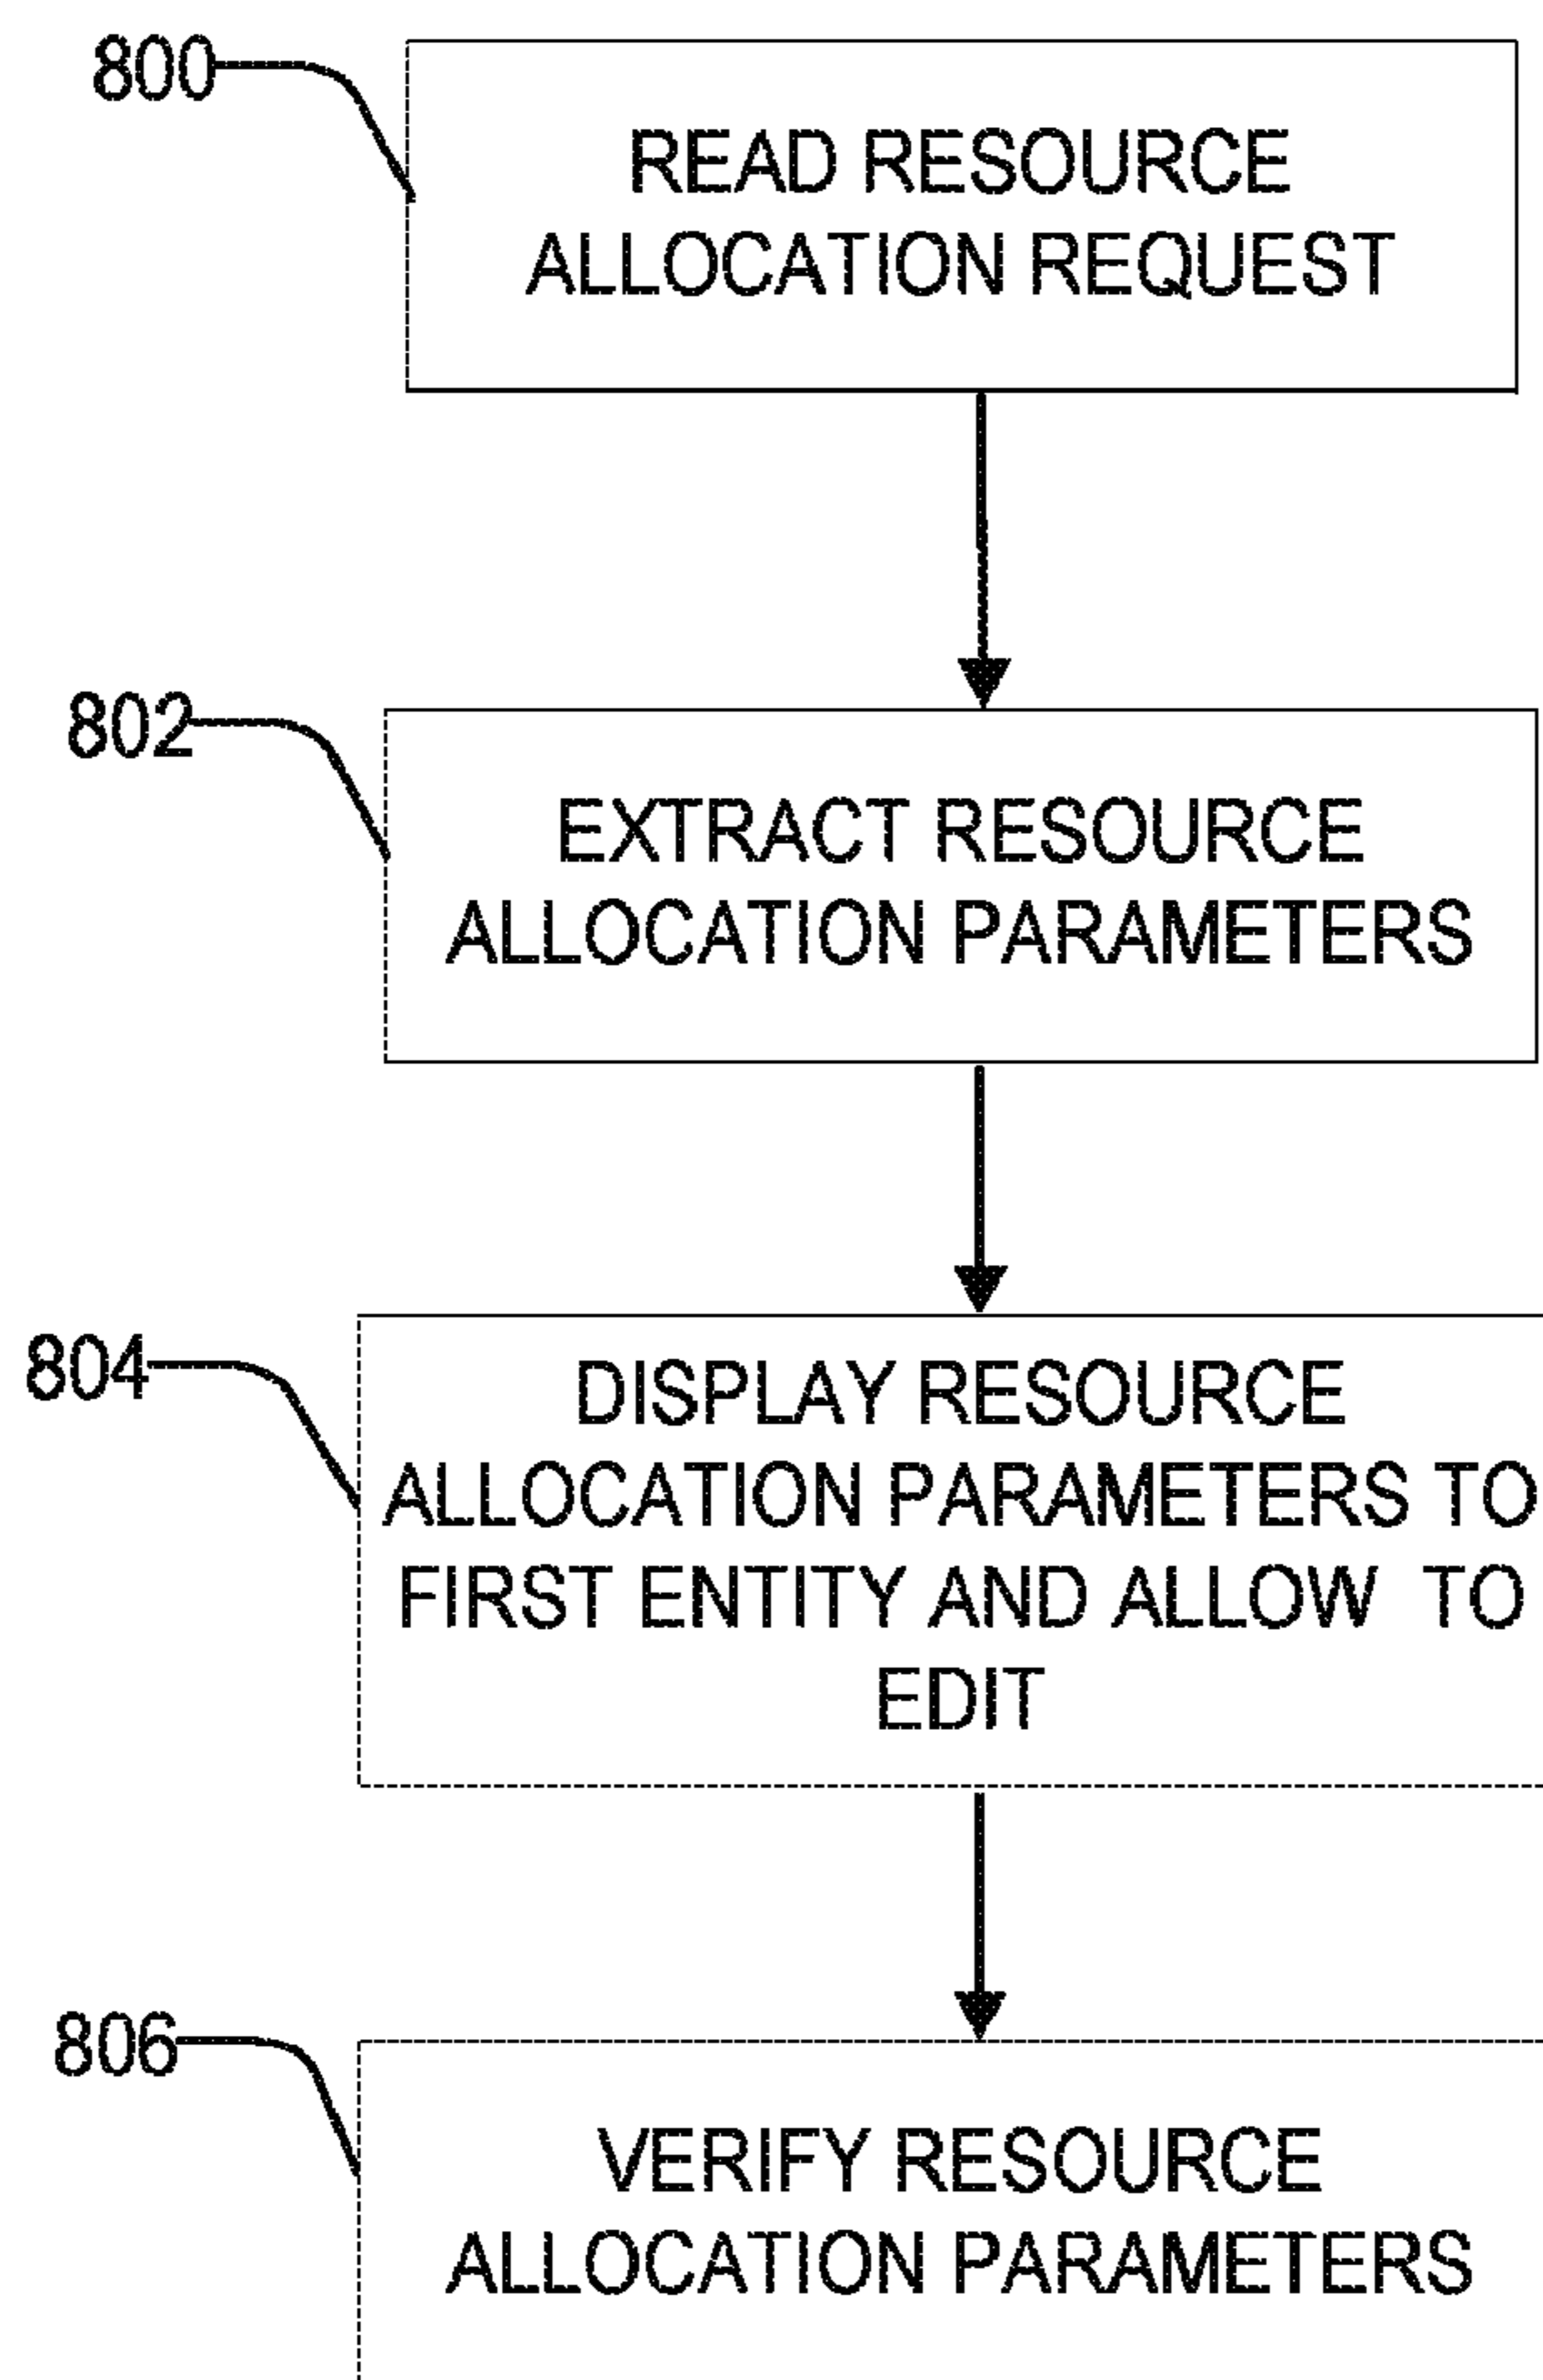 800
READ RESOURCE
ALLOCATION REQUEST
802
EXTRACT RESOURCE
ALLOCATION PARAMETERS
804
DISPLAY RESOURCE
ALLOCATION PARAMETERS TO
FIRST ENTITY AND ALLOW TO
EDIT
806
VERIFY RESOURCE
ALLOCATION PARAMETERS